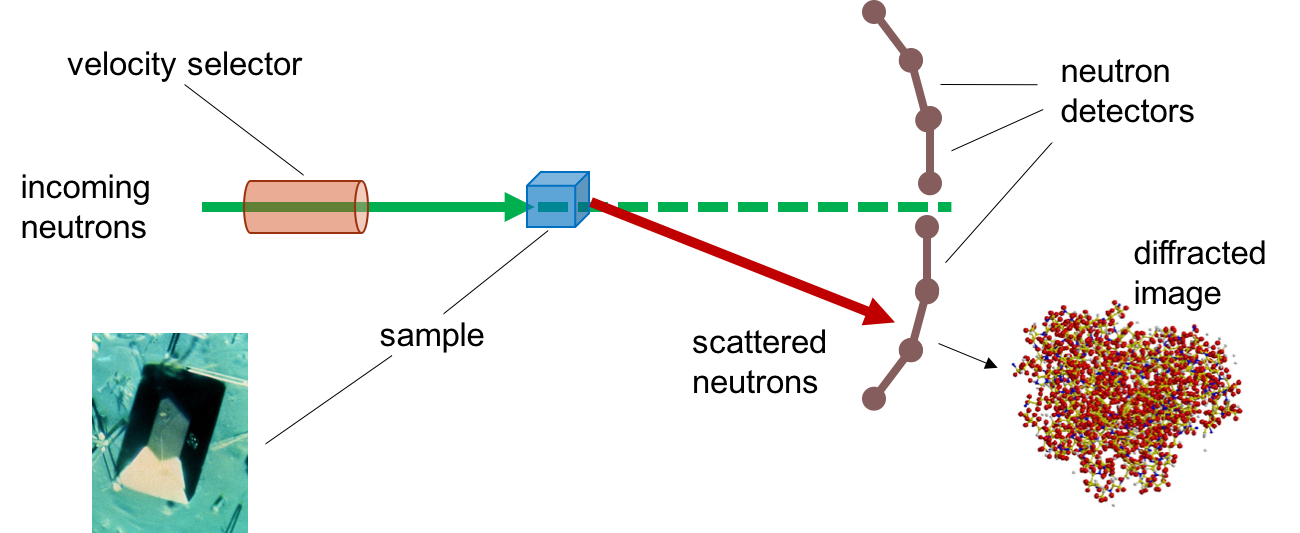 velocity selector
neutron
detectors
incoming
neutrons
diffracted
image
sample
scattered
neutrons